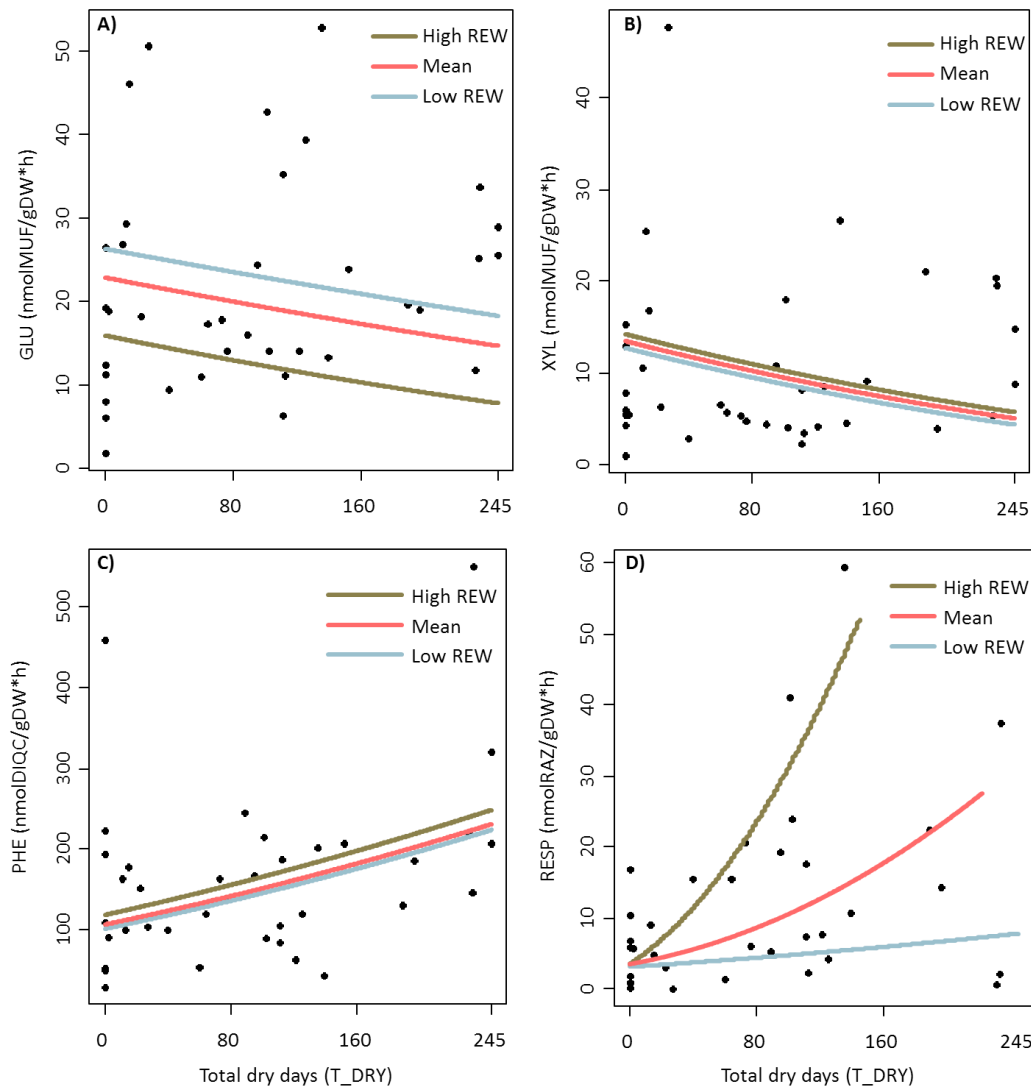 A)
High REW
Mean
Low REW
GLU (nmolMUF/gDW*h)
0 10 20 30 40 50
0 80 160 245
B)
High REW
Mean
Low REW
XYL (nmolMUF/gDW*h)
0 10 20 30 40
0 80 160 245
C)
High REW
Mean
Low REW
PHE (nmolDIQC/gDW*h)
100 200 300 400 500
0 80 160 245
Total dry days (T_DRY)
D)
High REW
Mean
Low REW
RESP (nmolRAZ/gDW*h)
0 10 20 30 40 50 60
0 80 160 245
Total dry days (T_DRY)